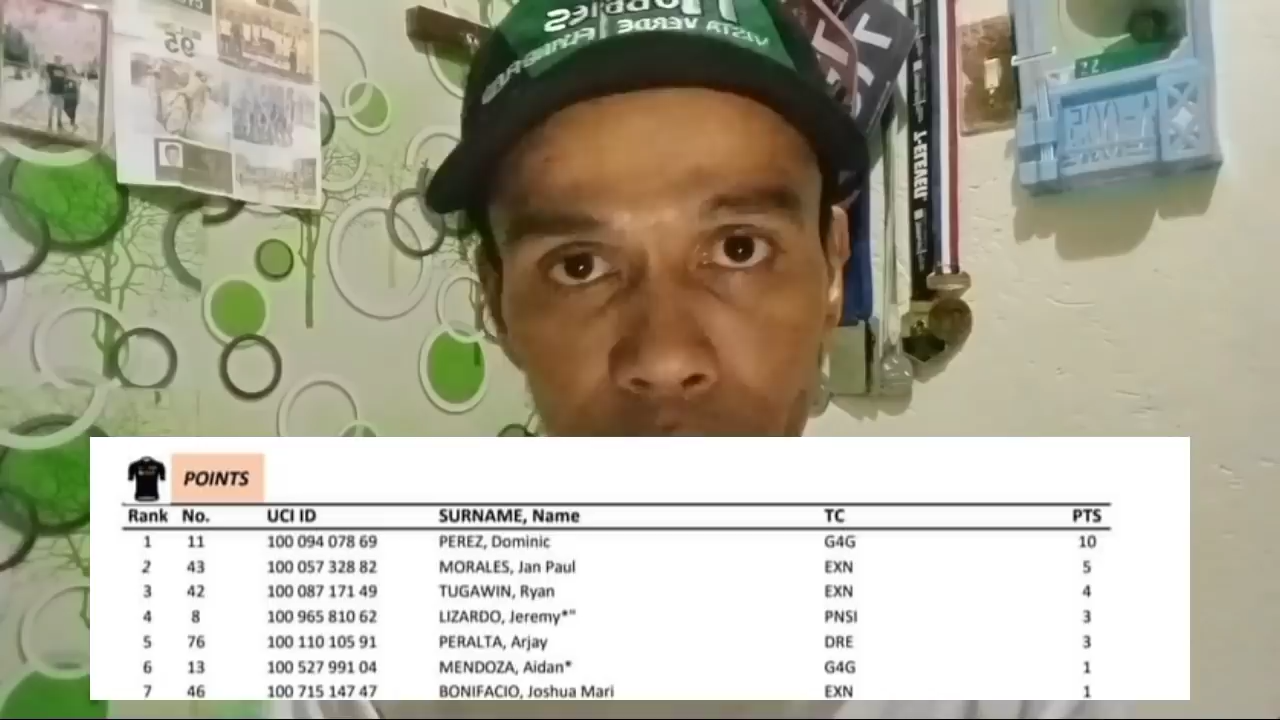 HOBBIES
VISTA VERDE
95
7-ELEVEN
POINTS
Rank No. UCI ID SURNAME, Name TC PTS
1 11 100 094 078 69 PEREZ, Dominic G4G 10
2 43 100 057 328 82 MORALES, Jan Paul EXN 5
3 42 100 087 171 49 TUGAWIN, Ryan EXN 4
4 8 100 965 810 62 LIZARDO, Jeremy*" PNSI 3
5 76 100 110 105 91 PERALTA, Arjay DRE 3
6 13 100 527 991 04 MENDOZA, Aidan* G4G 1
7 46 100 715 147 47 BONIFACIO, Joshua Mari EXN 1